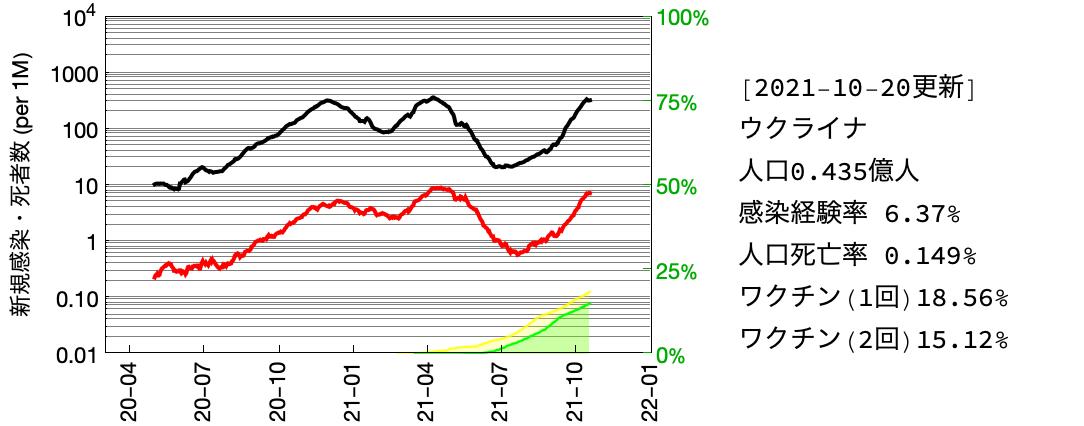 新規感染・死者数 (per 1M)
10^4
1000
100
10
1
0.10
0.01
100%
75%
50%
25%
0%
20-04
20-07
20-10
21-01
21-04
21-07
21-10
22-01
[2021-10-20更新]
ウクライナ
人口0.435億人
感染経験率 6.37%
人口死亡率 0.149%
ワクチン(1回)18.56%
ワクチン(2回)15.12%